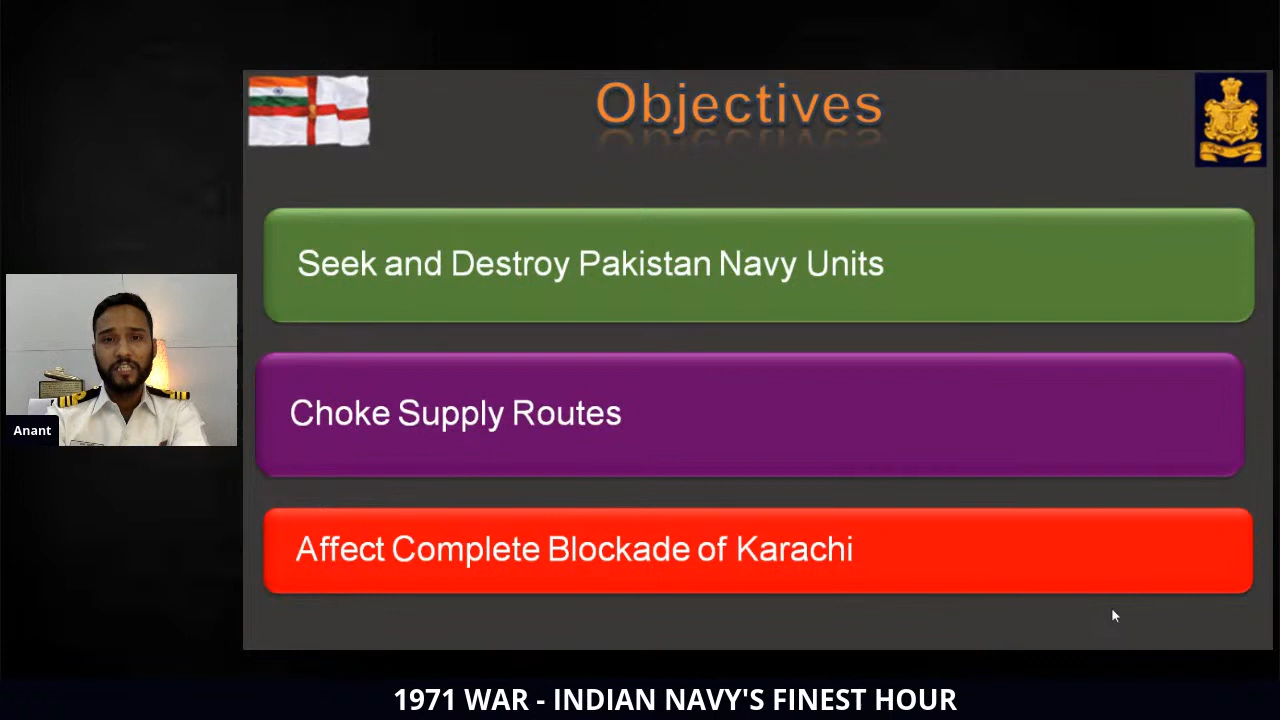 Objectives
Seek and Destroy Pakistan Navy Units
Choke Supply Routes
Affect Complete Blockade of Karachi
Anant
1971 WAR - INDIAN NAVY'S FINEST HOUR